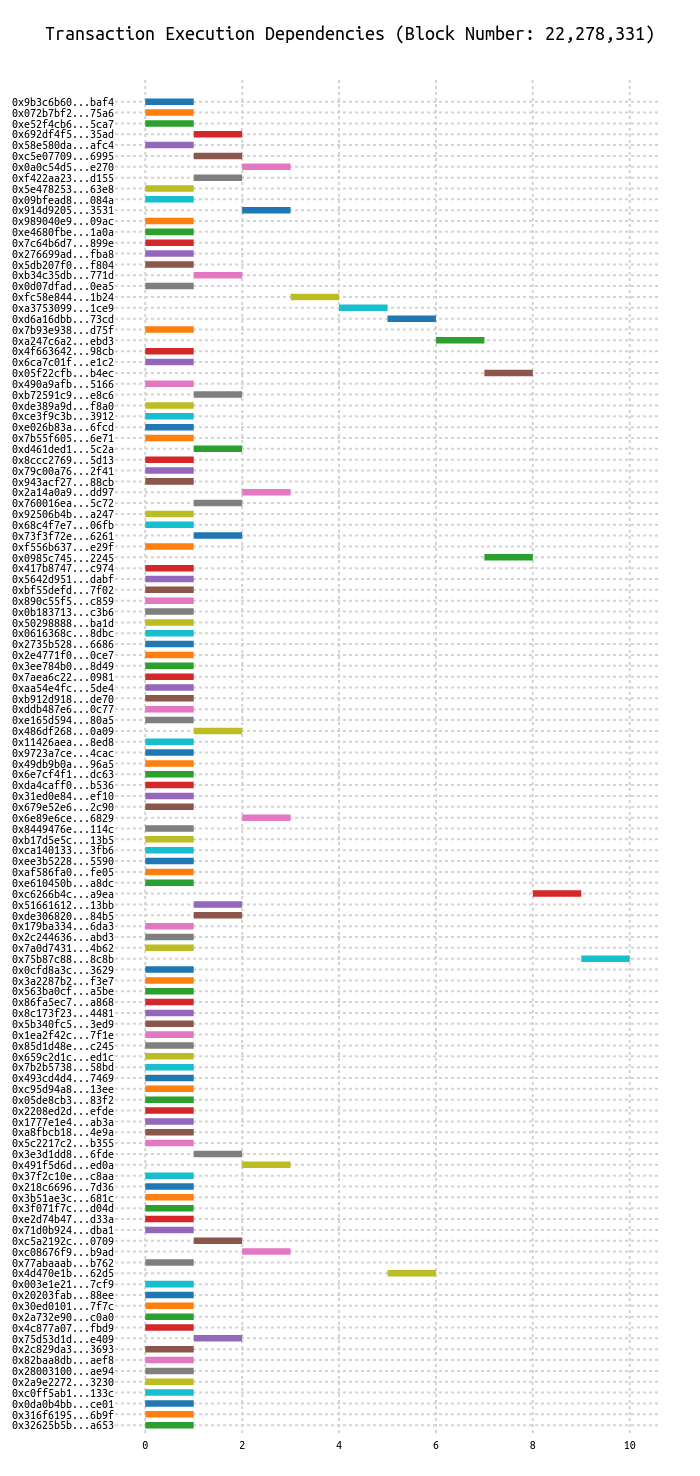 Transaction Execution Dependencies (Block Number: 22,278,331)
0x9b3c6b60...baf4
0x072b7bf2...75a6
0xe52f4cb6...5ca7
0x692df4f5...35ad
0x58e580da...afc4
0xc5e07709...6995
0x0a0c54d5...e270
0xf422aa23...d155
0x5e478253...63e8
0x09bfead8...084a
0x914d9205...3531
0x989040e9...09ac
0xe4680fbe...1a0a
0x7c64b6d7...899e
0x276699ad...fba8
0x5db207f0...f804
0xb34c35db...771d
0x0d07dfad...0ea5
0xfc58e844...1b24
0xa3753099...1ce9
0xd6a16dbb...73cd
0x7b93e938...d75f
0xa247c6a2...ebd3
0x4f663642...98cb
0x6ca7c01f...e1c2
0x05f22cfb...b4ec
0x490a9afb...5166
0xb72591c9...e8c6
0xde389a9d...f8a0
0xce3f9c3b...3912
0xe026b83a...6fcd
0x7b55f605...6e71
0xd461ded1...5c2a
0x8ccc2769...5d13
0x79c00a76...2f41
0x943acf27...88cb
0x2a14a0a9...dd97
0x760016ea...5c72
0x92506b4b...a247
0x68c4f7e7...06fb
0x73f3f72e...6261
0xf556b637...e29f
0x0985c745...2245
0x417b8747...c974
0x5642d951...dabf
0xbf55defd...7f02
0x890c55f5...c859
0x0b183713...c3b6
0x50298888...ba1d
0x0616368c...8dbc
0x2735b528...6686
0x2e4771f0...0ce7
0x3ee784b0...8d49
0x7aea6c22...0981
0xaa54e4fc...5de4
0xb912d918...de70
0xddb487e6...0c77
0xe165d594...80a5
0x486df268...0a09
0x11426aea...8ed8
0x9723a7ce...4cac
0x49db9b0a...96a5
0x6e7cf4f1...dc63
0xda4caff0...b536
0x31ed0e84...ef10
0x679e52e6...2c90
0x6e89e6ce...6829
0x8449476e...114c
0xb17d5e5c...13b5
0xca140133...3fb6
0xee3b5228...5590
0xaf586fa0...fe05
0xe610450b...a8dc
0xc6266b4c...a9ea
0x51661612...13bb
0xde306820...84b5
0x179ba334...6da3
0x2c244636...abd3
0x7a0d7431...4b62
0x75b87c88...8c8b
0x0cfd8a3c...3629
0x3a2287b2...f3e7
0x563ba0cf...a5be
0x86fa5ec7...a868
0x8c173f23...4481
0x5b340fc5...3ed9
0x1ea2f42c...7f1e
0x85d1d48e...c245
0x659c2d1c...ed1c
0x7b2b5738...58bd
0x493cd4d4...7469
0xc95d94a8...13ee
0x05de8cb3...83f2
0x2208ed2d...efde
0x1777e1e4...ab3a
0xa8fbcb18...4e9a
0x5c2217c2...b355
0x3e3d1dd8...6fde
0x491f5d6d...ed0a
0x37f2c10e...c8aa
0x218c6696...7d36
0x3b51ae3c...681c
0x3f071f7c...d04d
0xe2d74b47...d33a
0x71d0b924...dba1
0xc5a2192c...0709
0xc08676f9...b9ad
0x77abaaab...b762
0x4d470e1b...62d5
0x003e1e21...7cf9
0x20203fab...88ee
0x30ed0101...7f7c
0x2a732e90...c0a0
0x4c877a07...fbd9
0x75d53d1d...e409
0x2c829da3...3693
0x82baa8db...aef8
0x28003100...ae94
0x2a9e2272...3230
0xc0ff5ab1...133c
0x0da0b4bb...ce01
0x316f6195...6b9f
0x32625b5b...a653
0 2 4 6 8 10